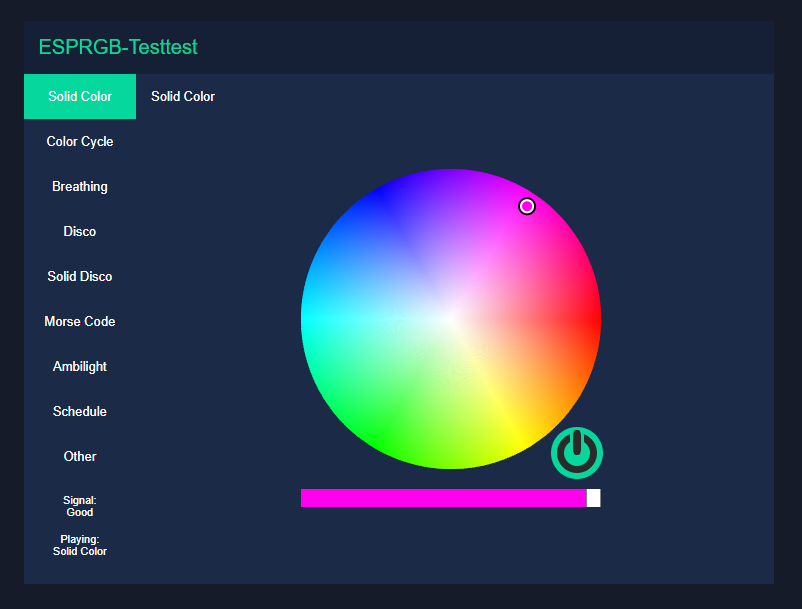 ESPRGB-Testtest
Solid Color
Solid Color
Color Cycle
Breathing
Disco
Solid Disco
Morse Code
Ambilight
Schedule
Other
Signal:
Good
Playing:
Solid Color